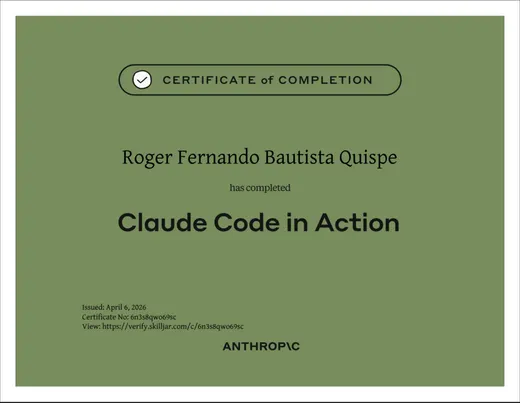 CERTIFICATE of COMPLETION
Roger Fernando Bautista Quispe
has completed
Claude Code in Action
Issued: April 6, 2026
Certificate No: 6n3s8qwo69sc
View: https://verify.skilljar.com/c/6n3s8qwo69sc
ANTHROP\C